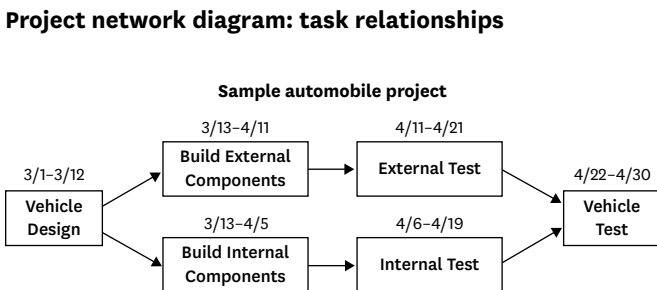 Project network diagram: task relationships
Sample automobile project
3/13–4/11
Build External
Components
4/11–4/21
External Test
3/1–3/12
Vehicle
Design
3/13–4/5
Build Internal
Components
4/6–4/19
Internal Test
4/22–4/30
Vehicle
Test